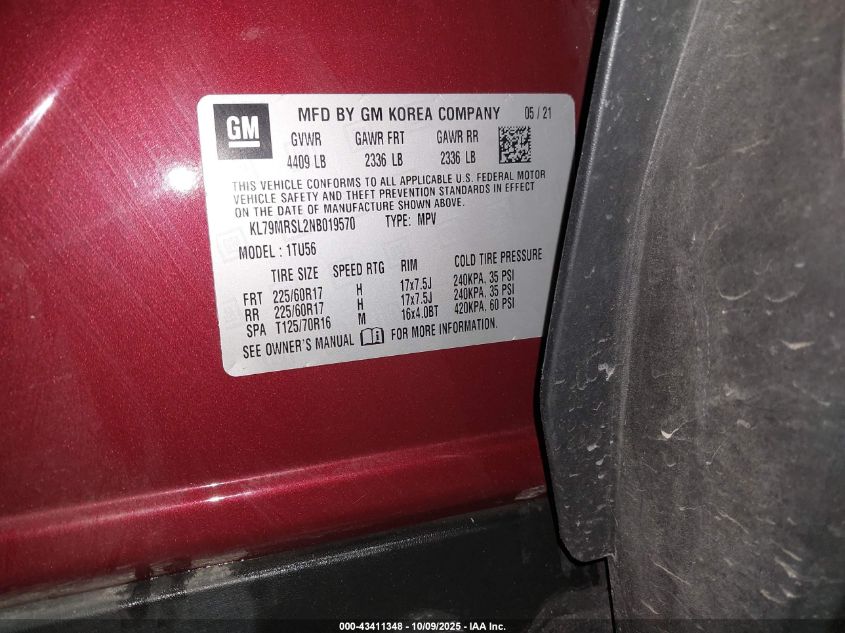 GM
MFD BY GM KOREA COMPANY 05 / 21
GVWR GAWR FRT GAWR RR
4409 LB 2336 LB 2336 LB
THIS VEHICLE CONFORMS TO ALL APPLICABLE U.S. FEDERAL MOTOR
VEHICLE SAFETY AND THEFT PREVENTION STANDARDS IN EFFECT
ON THE DATE OF MANUFACTURE SHOWN ABOVE.
KL79MRSL2NB019570 TYPE: MPV
MODEL : 1TU56
TIRE SIZE SPEED RTG RIM COLD TIRE PRESSURE
FRT 225/60R17 H 17x7.5J 240KPA, 35 PSI
RR 225/60R17 H 17x7.5J 240KPA, 35 PSI
SPA T125/70R16 M 16x4.0BT 420KPA, 60 PSI
SEE OWNER'S MANUAL i FOR MORE INFORMATION.
000-43411348 - 10/09/2025 - IAA Inc.